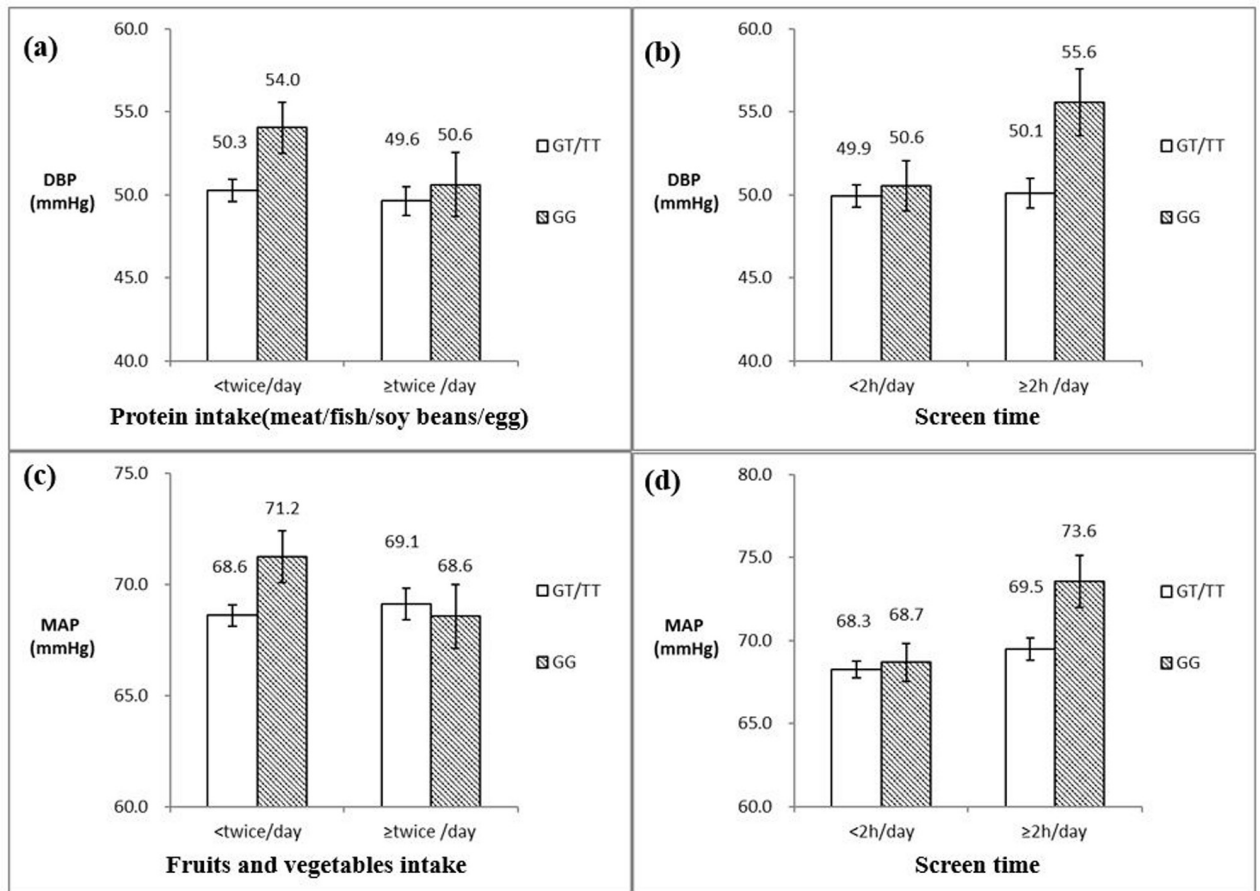 (a)
60.0
55.0
50.0
45.0
40.0
DBP
(mmHg)
50.3
54.0
49.6
50.6
GT/TT
GG
<twice/day
≥twice /day
Protein intake(meat/fish/soy beans/egg)
(b)
60.0
55.0
50.0
45.0
40.0
DBP
(mmHg)
49.9
50.6
50.1
55.6
GT/TT
GG
<2h/day
≥2h /day
Screen time
(c)
75.0
70.0
65.0
60.0
MAP
(mmHg)
68.6
71.2
69.1
68.6
GT/TT
GG
<twice/day
≥twice /day
Fruits and vegetables intake
(d)
80.0
75.0
70.0
65.0
60.0
MAP
(mmHg)
68.3
68.7
69.5
73.6
GT/TT
GG
<2h/day
≥2h/day
Screen time